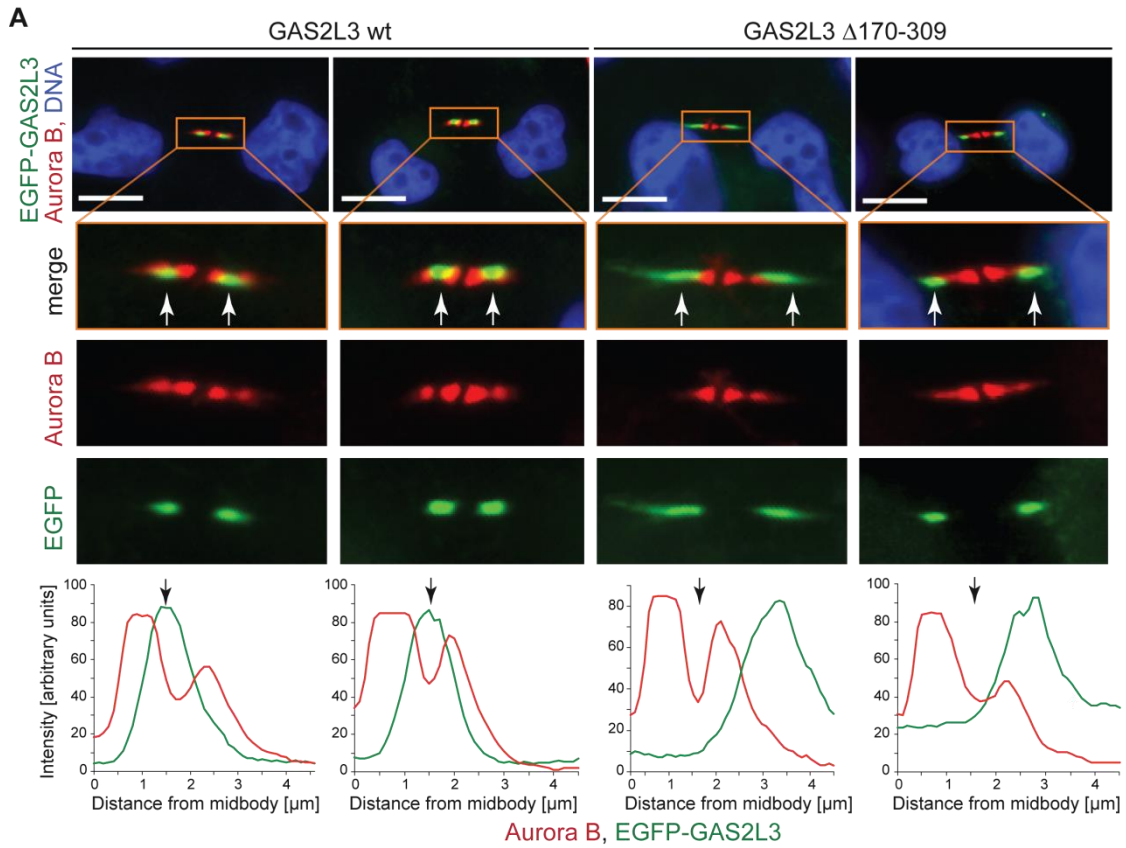 A
GAS2L3 wt
GAS2L3 Δ170-309
EGFP-GAS2L3
Aurora B, DNA
merge
Aurora B
EGFP
Intensity [arbitrary units]
100
80
60
40
20
0
0 1 2 3 4
Distance from midbody [µm]
100
80
60
40
20
0
0 1 2 3 4
Distance from midbody [µm]
80
60
40
20
0
0 1 2 3 4
Distance from midbody [µm]
100
80
60
40
20
0
0 1 2 3 4
Distance from midbody [µm]
Aurora B, EGFP-GAS2L3